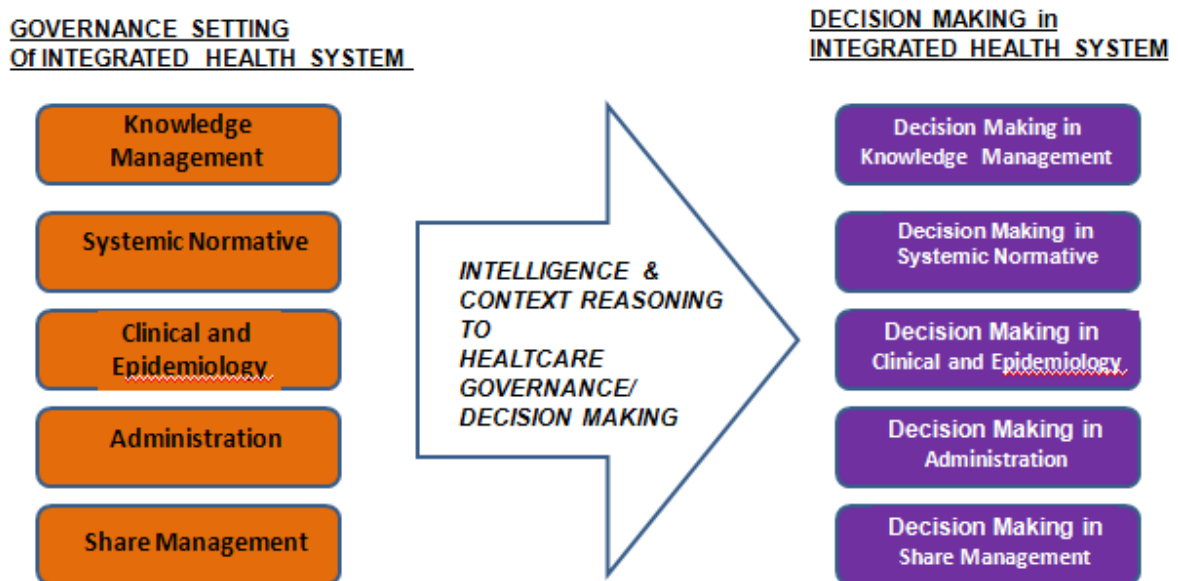 GOVERNANCE SETTING
Of INTEGRATED HEALTH SYSTEM
Knowledge
Management
Systemic Normative
Clinical and
Epidemiology
Administration
Share Management
INTELLIGENCE &
CONTEXT REASONING
TO
HEALTCARE
GOVERNANCE/
DECISION MAKING
DECISION MAKING in
INTEGRATED HEALTH SYSTEM
Decision Making in
Knowledge Management
Decision Making in
Systemic Normative
Decision Making in
Clinical and Epidemiology
Decision Making in
Administration
Decision Making in
Share Management